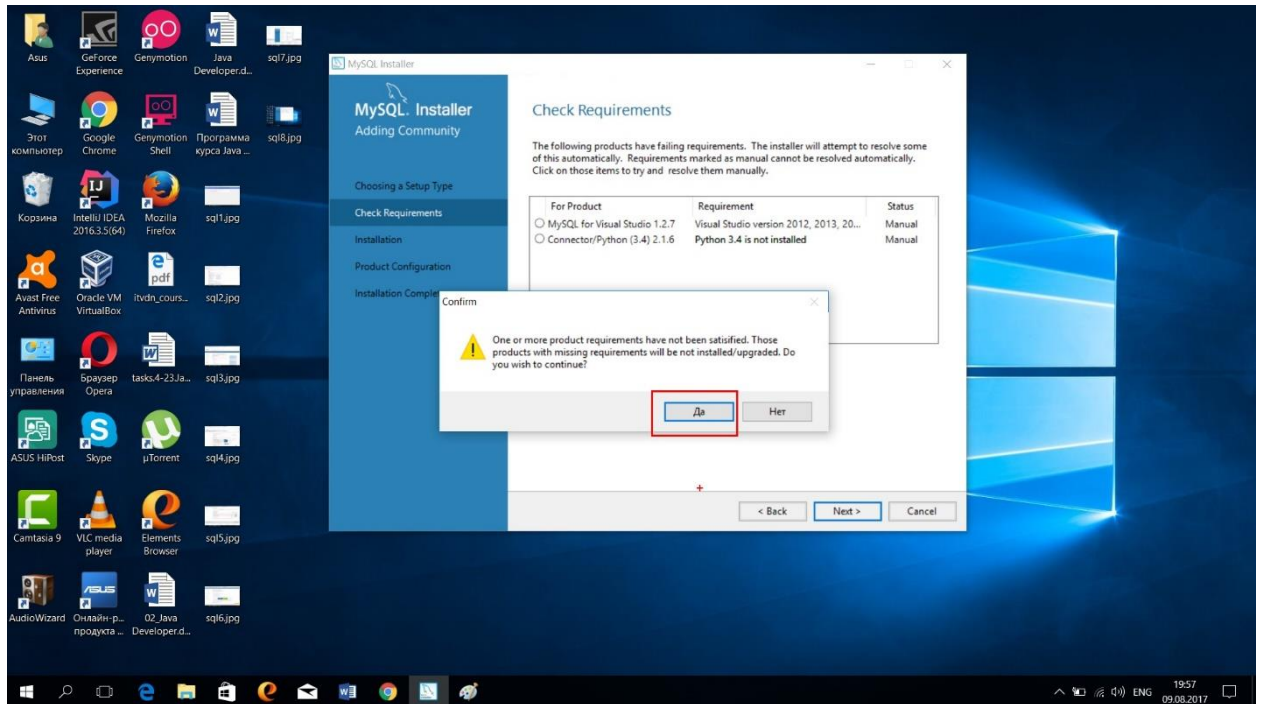 Asus
GeForce
Experience
Genymotion
Java
Developer.d...
sql7.jpg
Этот
компьютер
Google
Chrome
Genymotion
Shell
Программа
курса Java ...
sql8.jpg
Корзина
IntelliJ IDEA
2016.3.5(64)
Mozilla
Firefox
sql1.jpg
Avast Free
Antivirus
Oracle VM
VirtualBox
pdf
itvdn_cours...
sql2.jpg
Панель
управления
Браузер
Opera
tasks.4-23.Ja...
sql3.jpg
ASUS HiPost
Skype
µTorrent
sql4.jpg
Camtasia 9
VLC media
player
Elements
Browser
sql5.jpg
AudioWizard
Онлайн-р...
продукта ...
02_Java
Developer.d...
sql6.jpg
MySQL Installer
MySQL. Installer
Adding Community
Choosing a Setup Type
Check Requirements
Installation
Product Configuration
Installation Comple
Check Requirements
The following products have failing requirements. The installer will attempt to resolve some
of this automatically. Requirements marked as manual cannot be resolved automatically.
Click on those items to try and resolve them manually.
For Product Requirement Status
MySQL for Visual Studio 1.2.7 Visual Studio version 2012, 2013, 20... Manual
Connector/Python (3.4) 2.1.6 Python 3.4 is not installed Manual
Confirm
One or more product requirements have not been satisified. Those
products with missing requirements will be not installed/upgraded. Do
you wish to continue?
Да Нет
< Back Next > Cancel
ENG
19:57
09.08.2017